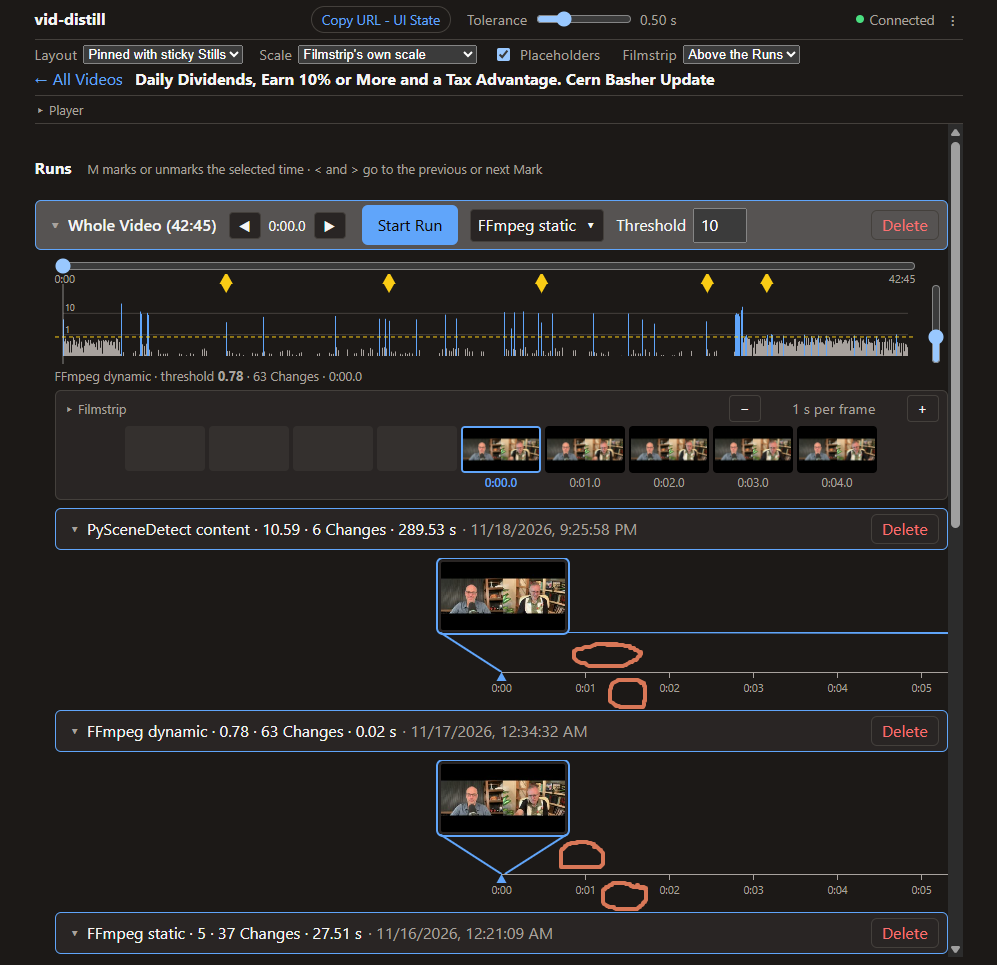 vid-distill Copy URL - UI State Tolerance 0.50 s Connected
Layout Pinned with sticky Stills Scale Filmstrip's own scale Placeholders Filmstrip Above the Runs
← All Videos Daily Dividends, Earn 10% or More and a Tax Advantage. Cern Basher Update
Player
Runs M marks or unmarks the selected time · < and > go to the previous or next Mark
Whole Video (42:45) 0:00.0 Start Run FFmpeg static Threshold 10 Delete
0:00 42:45
10
1
FFmpeg dynamic · threshold 0.78 · 63 Changes · 0:00.0
Filmstrip − 1 s per frame +
0:00.0 0:01.0 0:02.0 0:03.0 0:04.0
PySceneDetect content · 10.59 · 6 Changes · 289.53 s · 11/18/2026, 9:25:58 PM Delete
0:00 0:01 0:02 0:03 0:04 0:05
FFmpeg dynamic · 0.78 · 63 Changes · 0.02 s · 11/17/2026, 12:34:32 AM Delete
0:00 0:01 0:02 0:03 0:04 0:05
FFmpeg static · 5 · 37 Changes · 27.51 s · 11/16/2026, 12:21:09 AM Delete